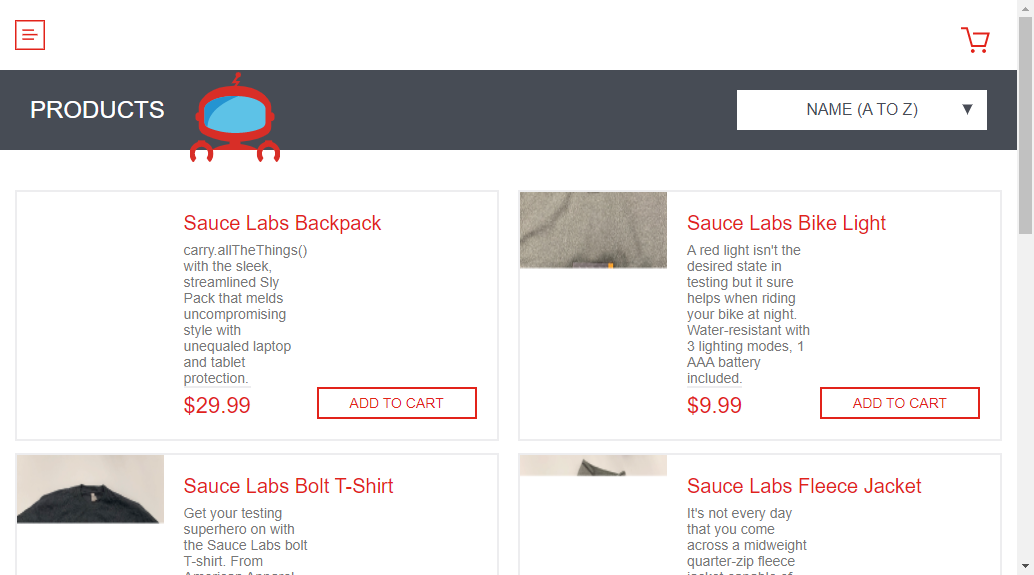 PRODUCTS
NAME (A TO Z)
Sauce Labs Backpack
carry.allTheThings()
with the sleek,
streamlined Sly
Pack that melds
uncompromising
style with
unequaled laptop
and tablet
protection.
$29.99
ADD TO CART
Sauce Labs Bike Light
A red light isn't the
desired state in
testing but it sure
helps when riding
your bike at night.
Water-resistant with
3 lighting modes, 1
AAA battery
included.
$9.99
ADD TO CART
Sauce Labs Bolt T-Shirt
Get your testing
superhero on with
the Sauce Labs bolt
T-shirt. From
American Apparel,
Sauce Labs Fleece Jacket
It's not every day
that you come
across a midweight
quarter-zip fleece
jacket capable of